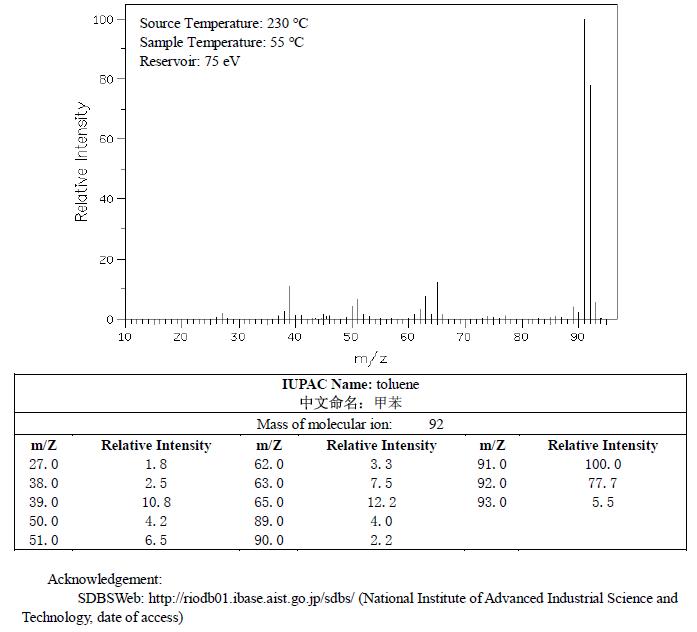 Source Temperature: 230 °C
Sample Temperature: 55 °C
Reservoir: 75 eV
100
80
60
40
20
0
Relative Intensity
10 20 30 40 50 60 70 80 90
m/z
IUPAC Name: toluene
中文命名：甲苯
Mass of molecular ion: 92
m/Z Relative Intensity m/Z Relative Intensity m/Z Relative Intensity
27.0 1.8 62.0 3.3 91.0 100.0
38.0 2.5 63.0 7.5 92.0 77.7
39.0 10.8 65.0 12.2 93.0 5.5
50.0 4.2 89.0 4.0
51.0 6.5 90.0 2.2
Acknowledgement:
SDBSWeb: http://riodb01.ibase.aist.go.jp/sdbs/ (National Institute of Advanced Industrial Science and
Technology, date of access)